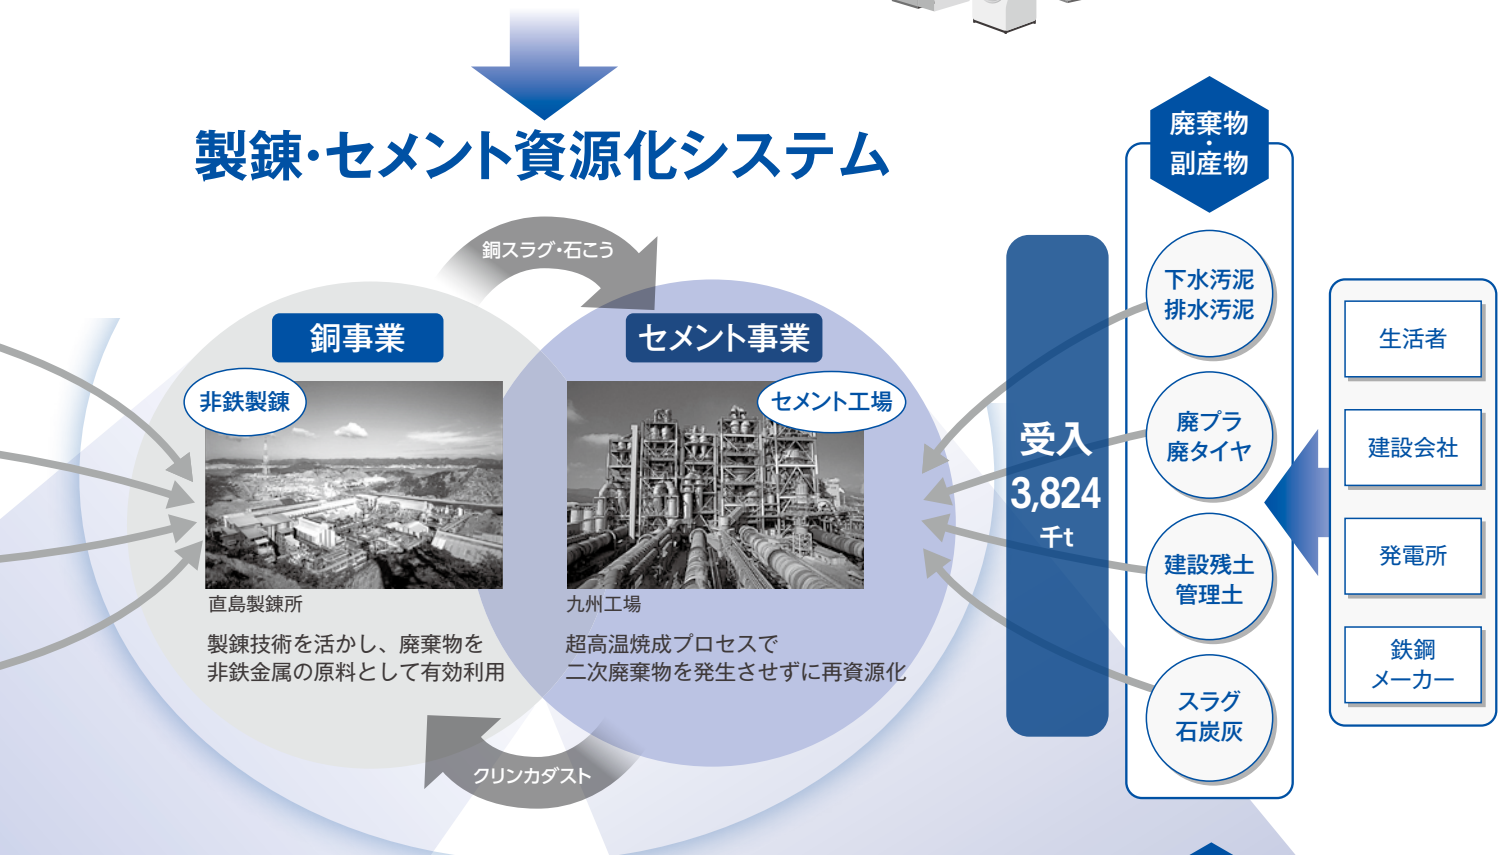 製錬・セメント資源化システム
銅スラグ・石こう
銅事業
非鉄製錬
直島製錬所
製錬技術を活かし、廃棄物を
非鉄金属の原料として有効利用
セメント事業
セメント工場
九州工場
超高温焼成プロセスで
二次廃棄物を発生させずに再資源化
クリンカダスト
受入
3,824
千t
廃棄物
・
副産物
下水汚泥
排水汚泥
廃プラ
廃タイヤ
建設残土
管理土
スラグ
石炭灰
生活者
建設会社
発電所
鉄鋼
メーカー